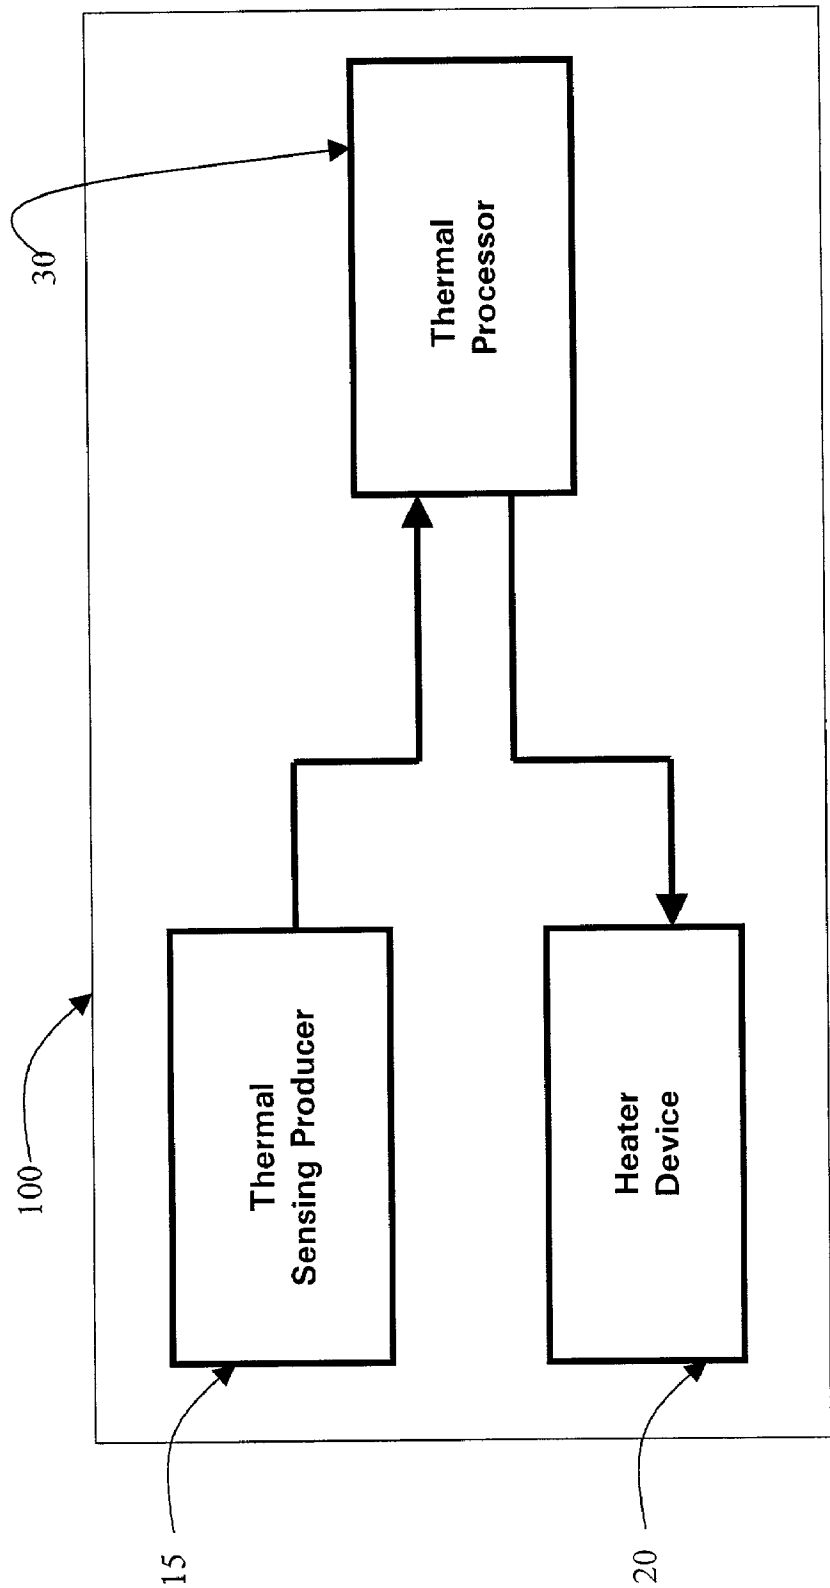 100
30
15
Thermal
Sensing Producer
Thermal
Processor
20
Heater
Device